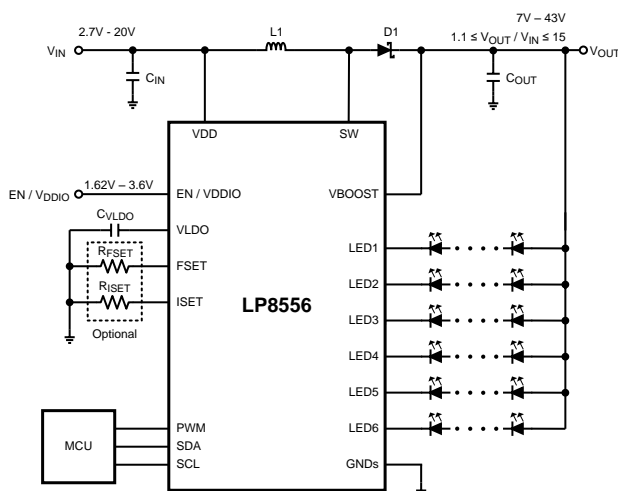 7V – 43V
2.7V - 20V L1 D1 1.1 ≤ VOUT / VIN ≤ 15
VIN VOUT
CIN COUT
VDD SW
1.62V – 3.6V
EN / VDDIO EN / VDDIO VBOOST
CVLDO VLDO
RFSET FSET LED1
RISET ISET LED2
Optional
LP8556
LED3
LED4
LED5
MCU PWM LED6
SDA
SCL GNDs